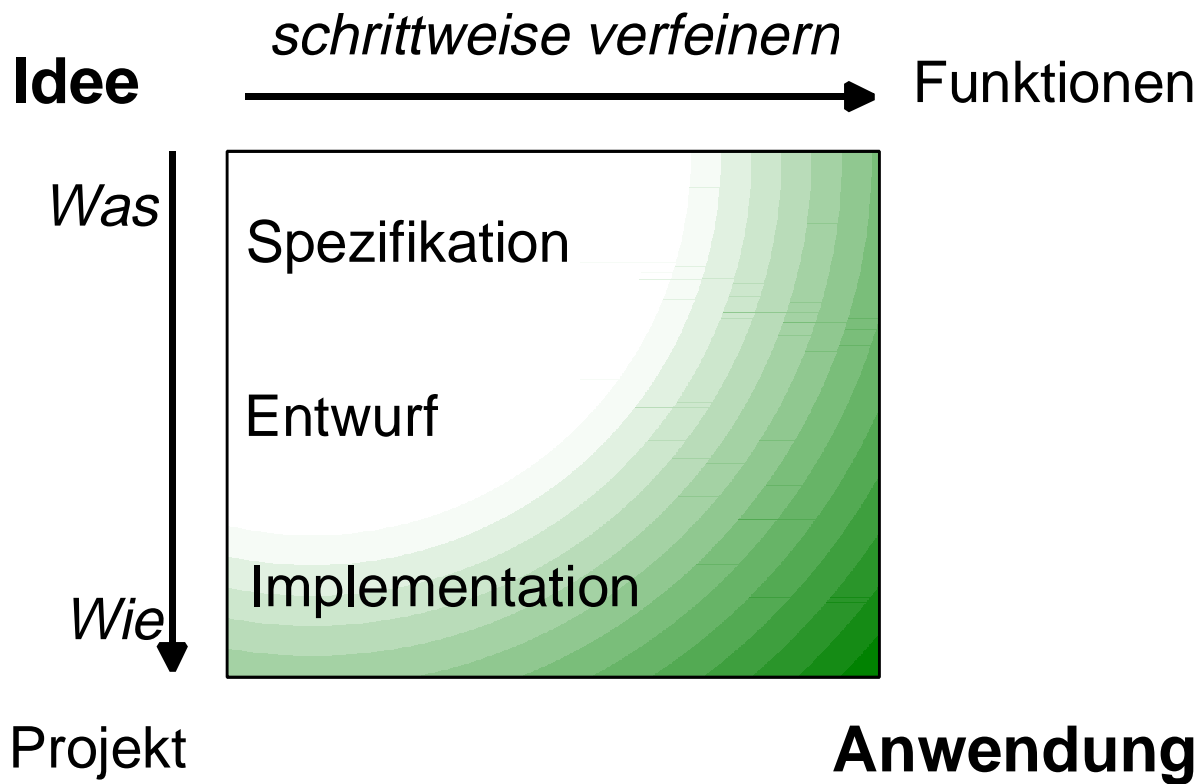 schrittweise verfeinern
Idee
Funktionen
Was
Spezifikation
Entwurf
Implementation
Wie
Projekt
Anwendung